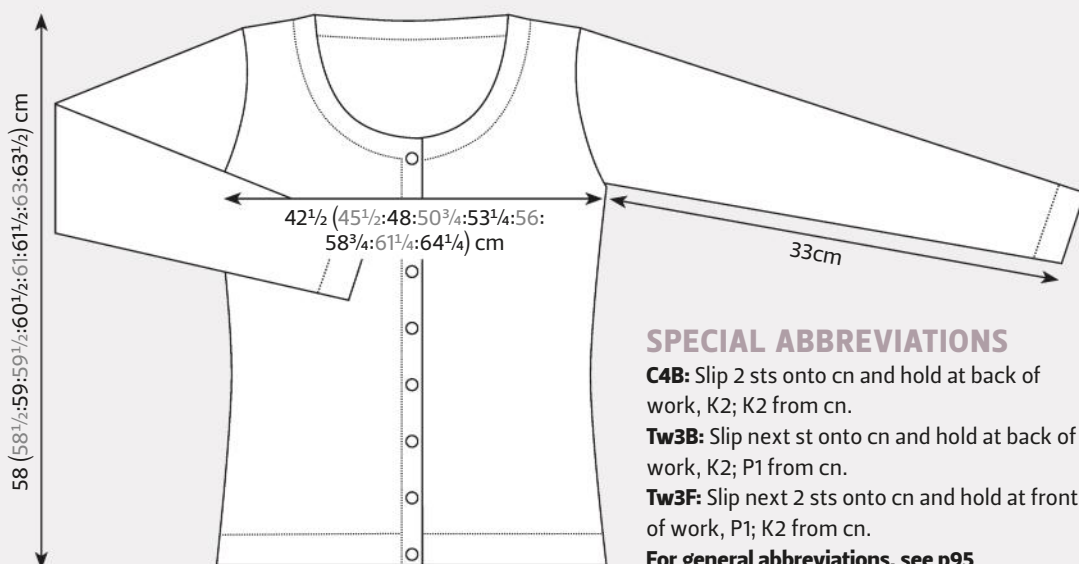 58 (58½:59:59½:60½:61:61½:63:63½) cm
42½ (45½:48:50¾:53¼:56:
58¾:61¼:64¼) cm
33cm
SPECIAL ABBREVIATIONS
C4B: Slip 2 sts onto cn and hold at back of
work, K2; K2 from cn.
Tw3B: Slip next st onto cn and hold at back of
work, K2; P1 from cn.
Tw3F: Slip next 2 sts onto cn and hold at front
of work, P1; K2 from cn.
For general abbreviations, see p95